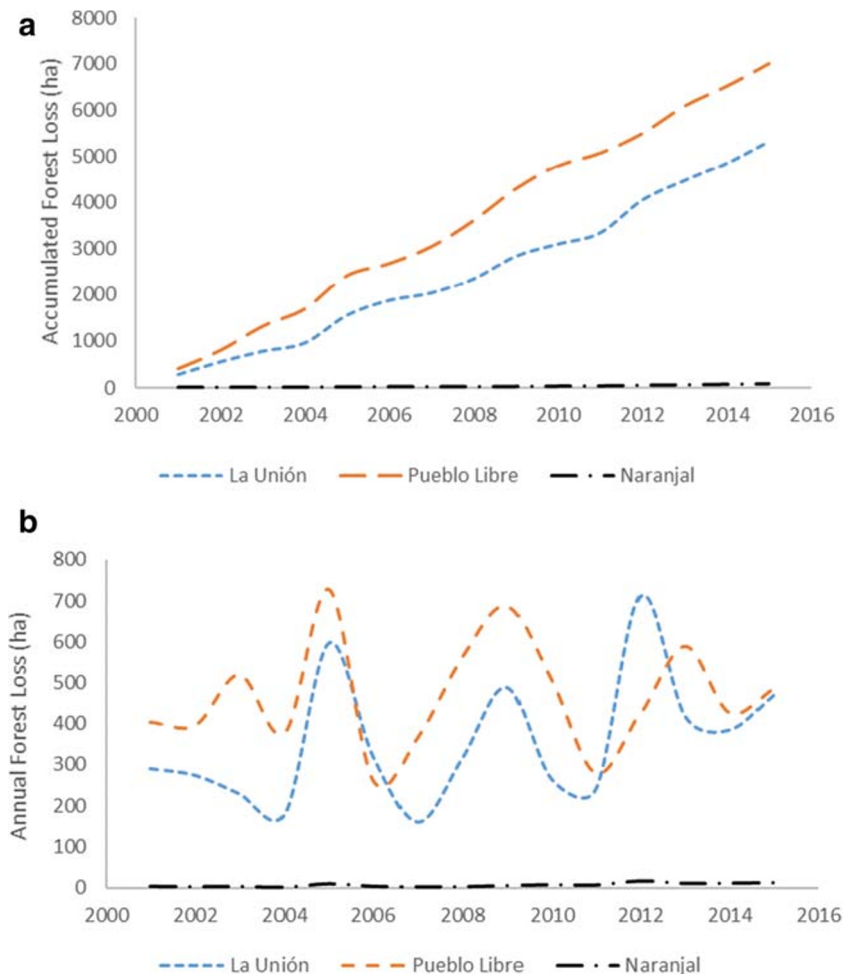 a
Accumulated Forest Loss (ha)
8000
7000
6000
5000
4000
3000
2000
1000
0
2000 2002 2004 2006 2008 2010 2012 2014 2016
La Unión Pueblo Libre Naranjal
b
Annual Forest Loss (ha)
800
700
600
500
400
300
200
100
0
2000 2002 2004 2006 2008 2010 2012 2014 2016
La Unión Pueblo Libre Naranjal